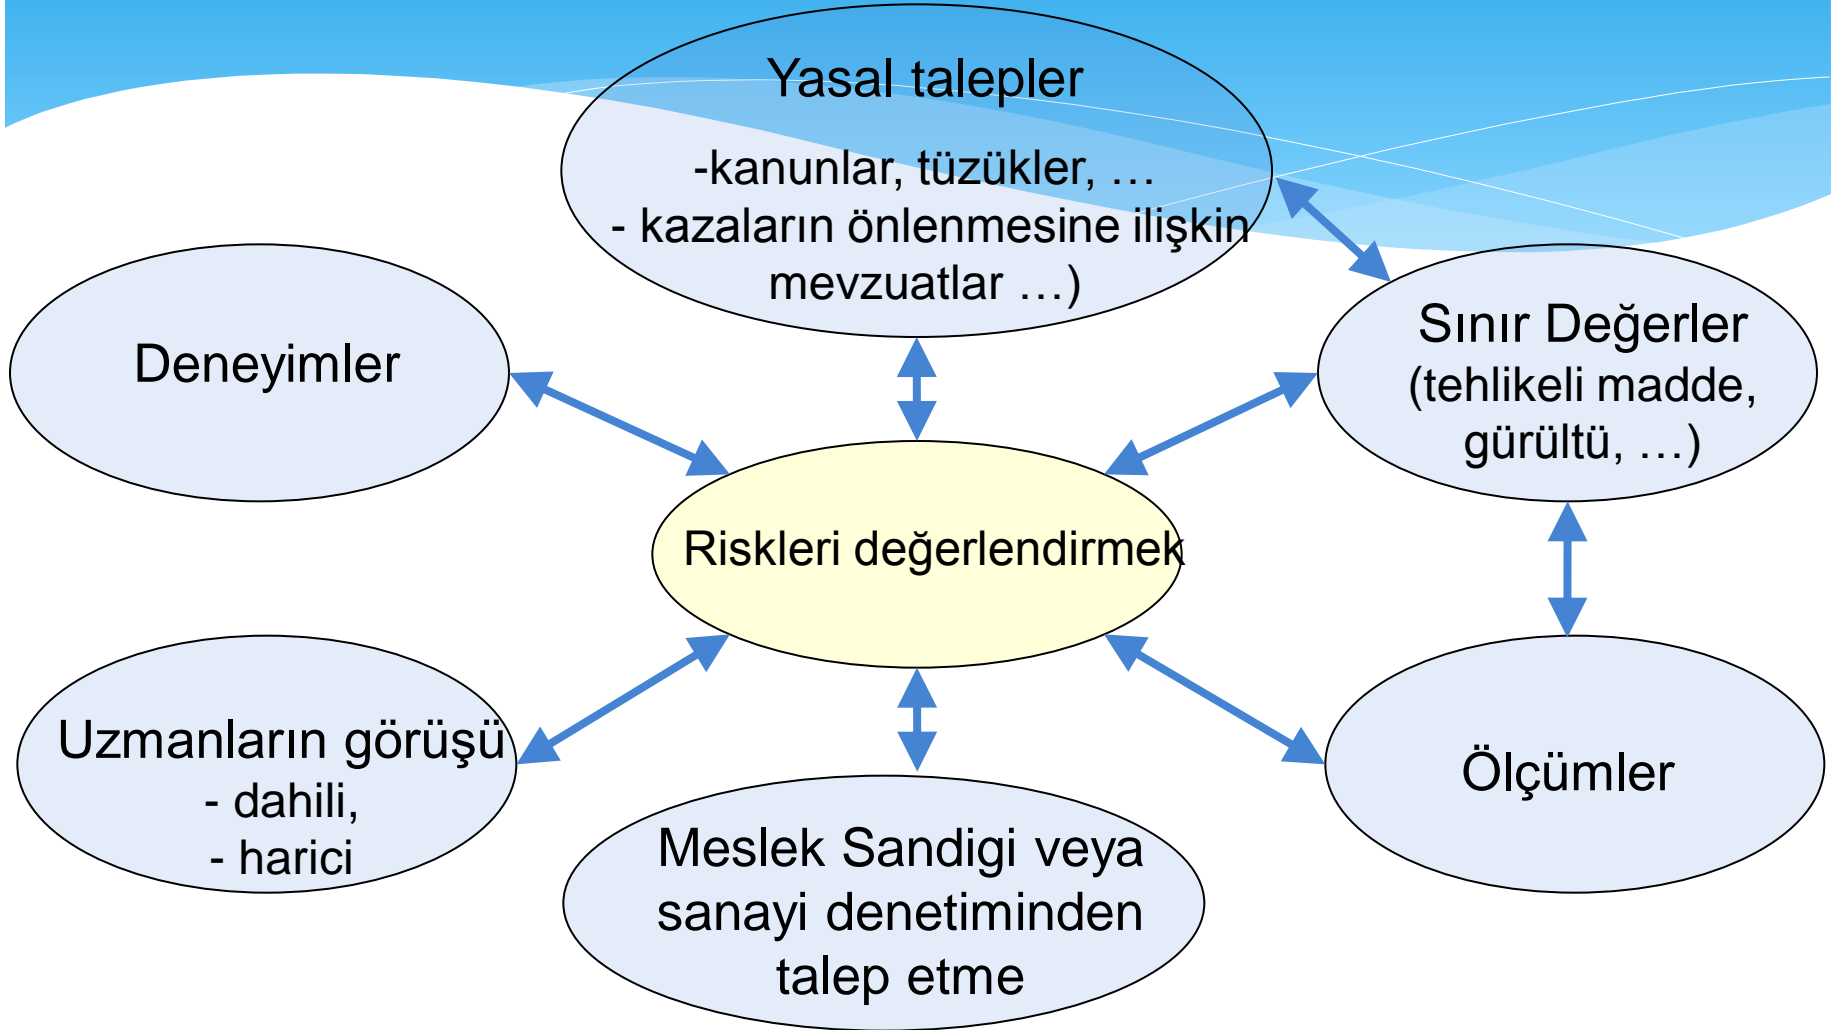 Yasal talepler
-kanunlar, tüzükler, …
- kazaların önlenmesine ilişkin
mevzuatlar …)
Deneyimler
Sınır Değerler
(tehlikeli madde,
gürültü, …)
Riskleri değerlendirmek
Uzmanların görüşü
- dahili,
- harici
Ölçümler
Meslek Sandigi veya
sanayi denetiminden
talep etme